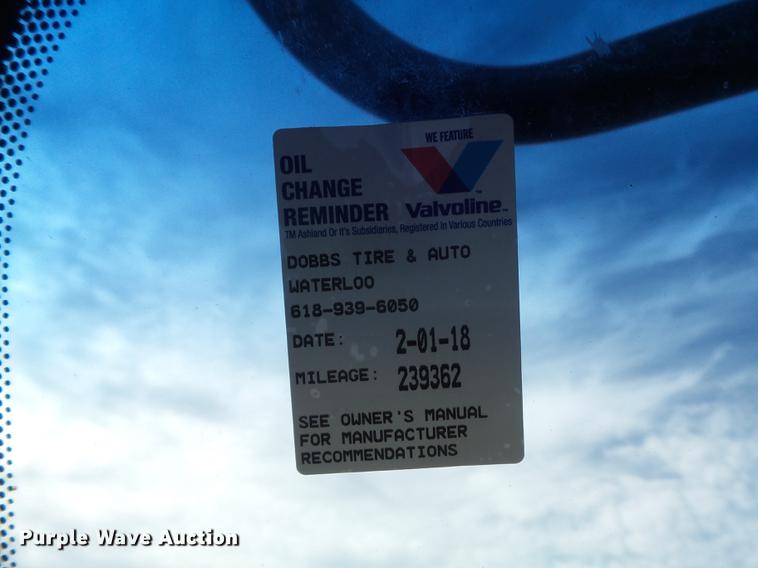 WE FEATURE
OIL
CHANGE
REMINDER
Valvoline™
TM Ashland Or It's Subsidiaries, Registered In Various Countries
DOBBS TIRE & AUTO
WATERLOO
618-939-6050
DATE: 2-01-18
MILEAGE: 239362
SEE OWNER'S MANUAL
FOR MANUFACTURER
RECOMMENDATIONS
Purple Wave Auction